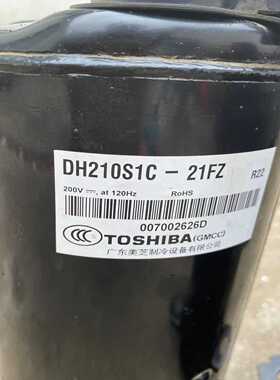 DH210S1C - 21FZ R22
200V ⎓, at 120Hz RoHS
007002626D
CCC TOSHIBA (GMCC)
广东美芝制冷设备有限公司